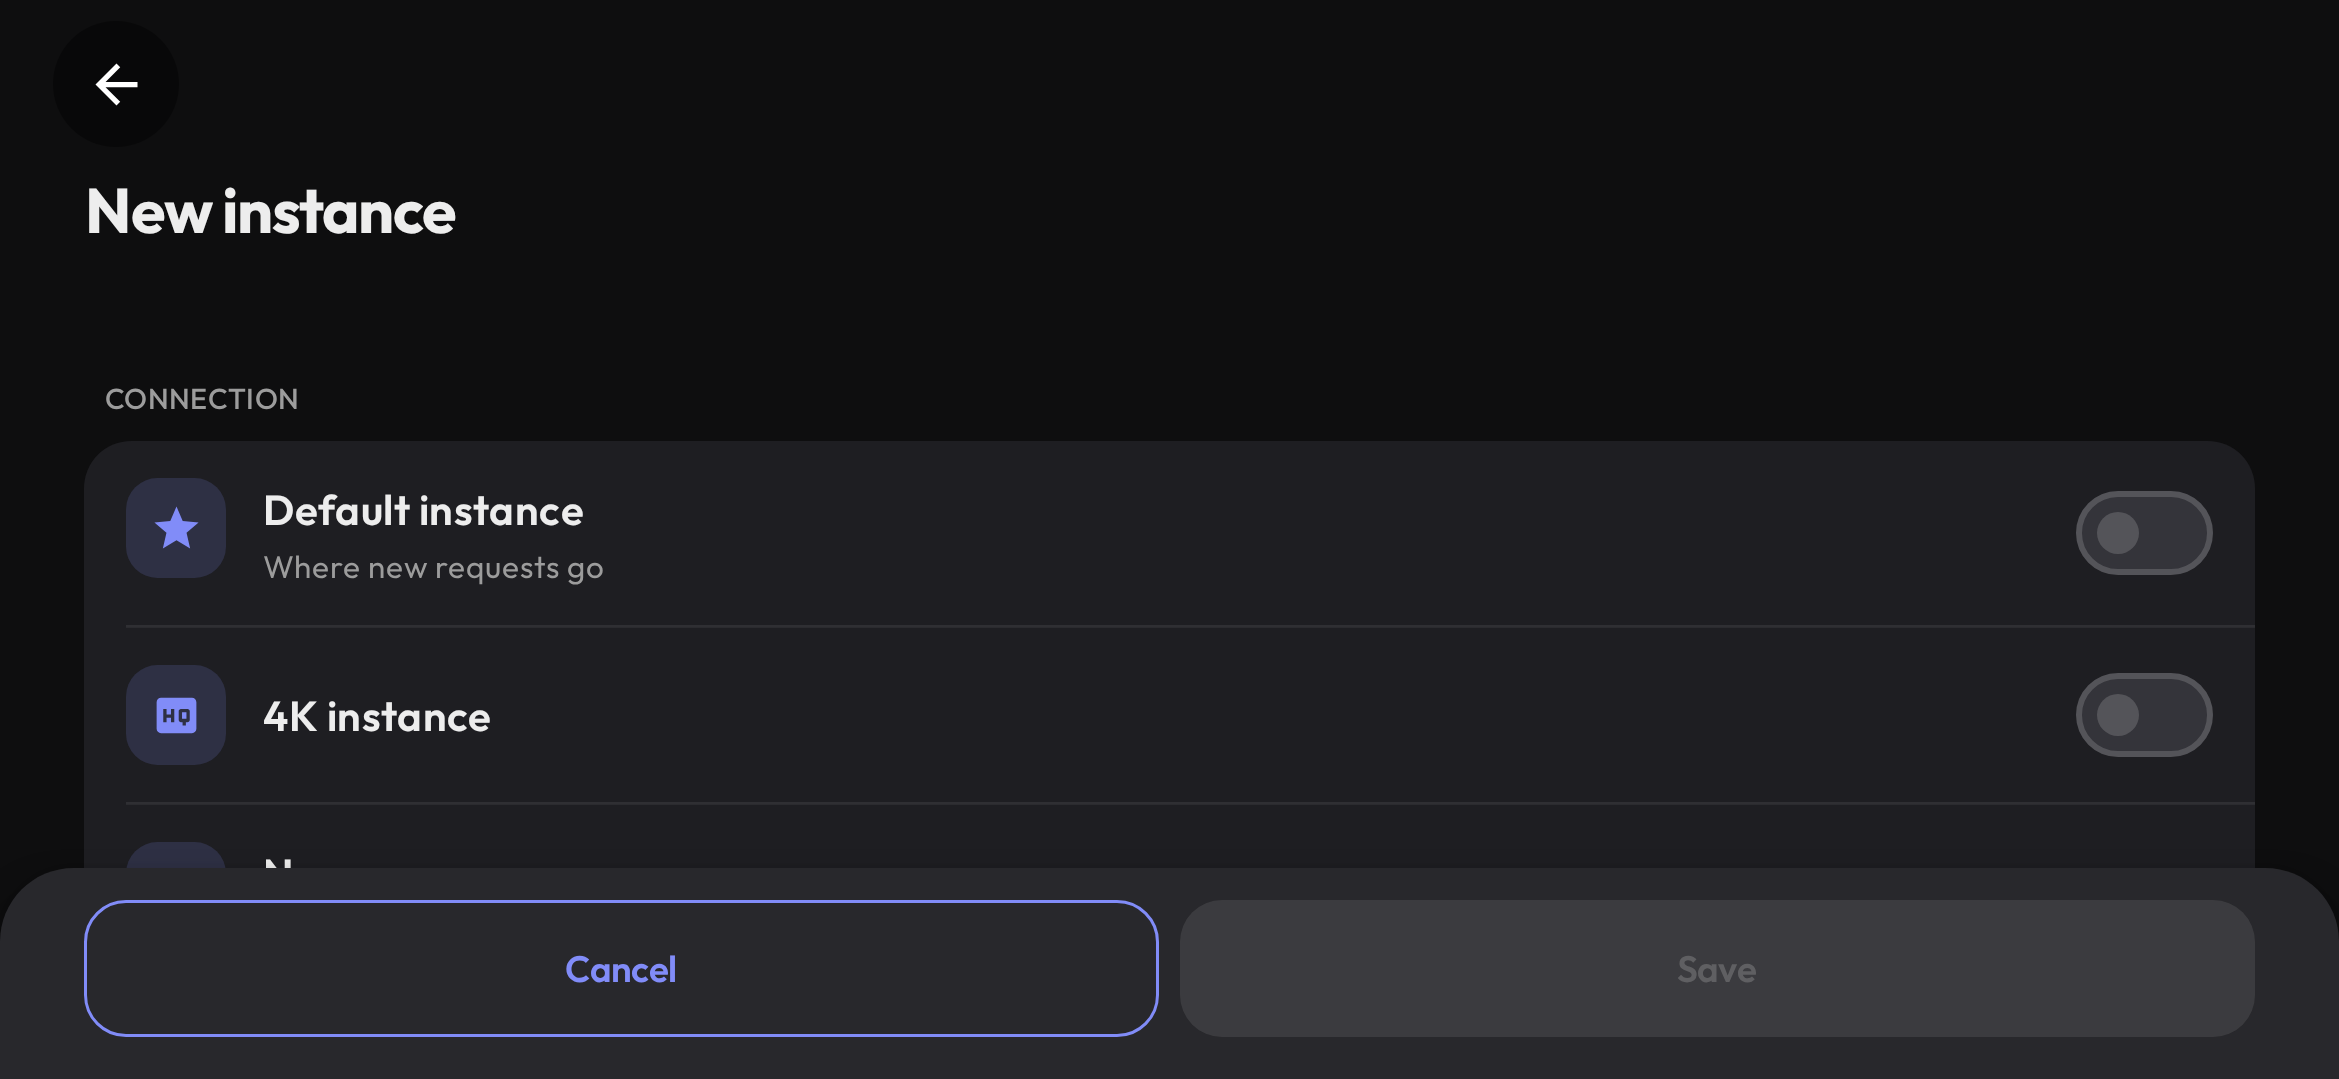 New instance
CONNECTION
Default instance
Where new requests go
HQ
4K instance
Cancel
Save